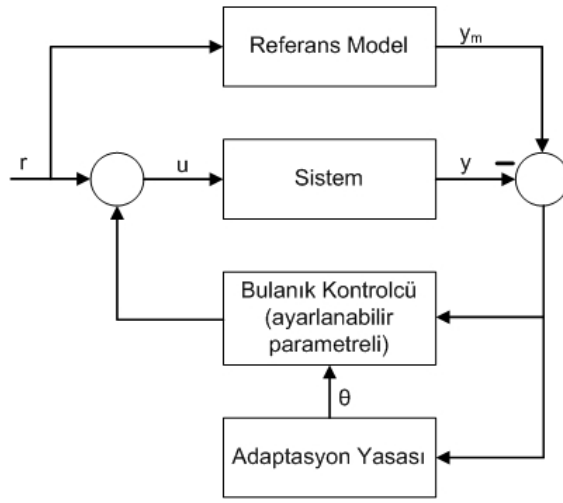 Referans Model
yₘ
r
u
Sistem
y
−
Bulanık Kontrolcü
(ayarlanabilir
parametreli)
θ
Adaptasyon Yasası